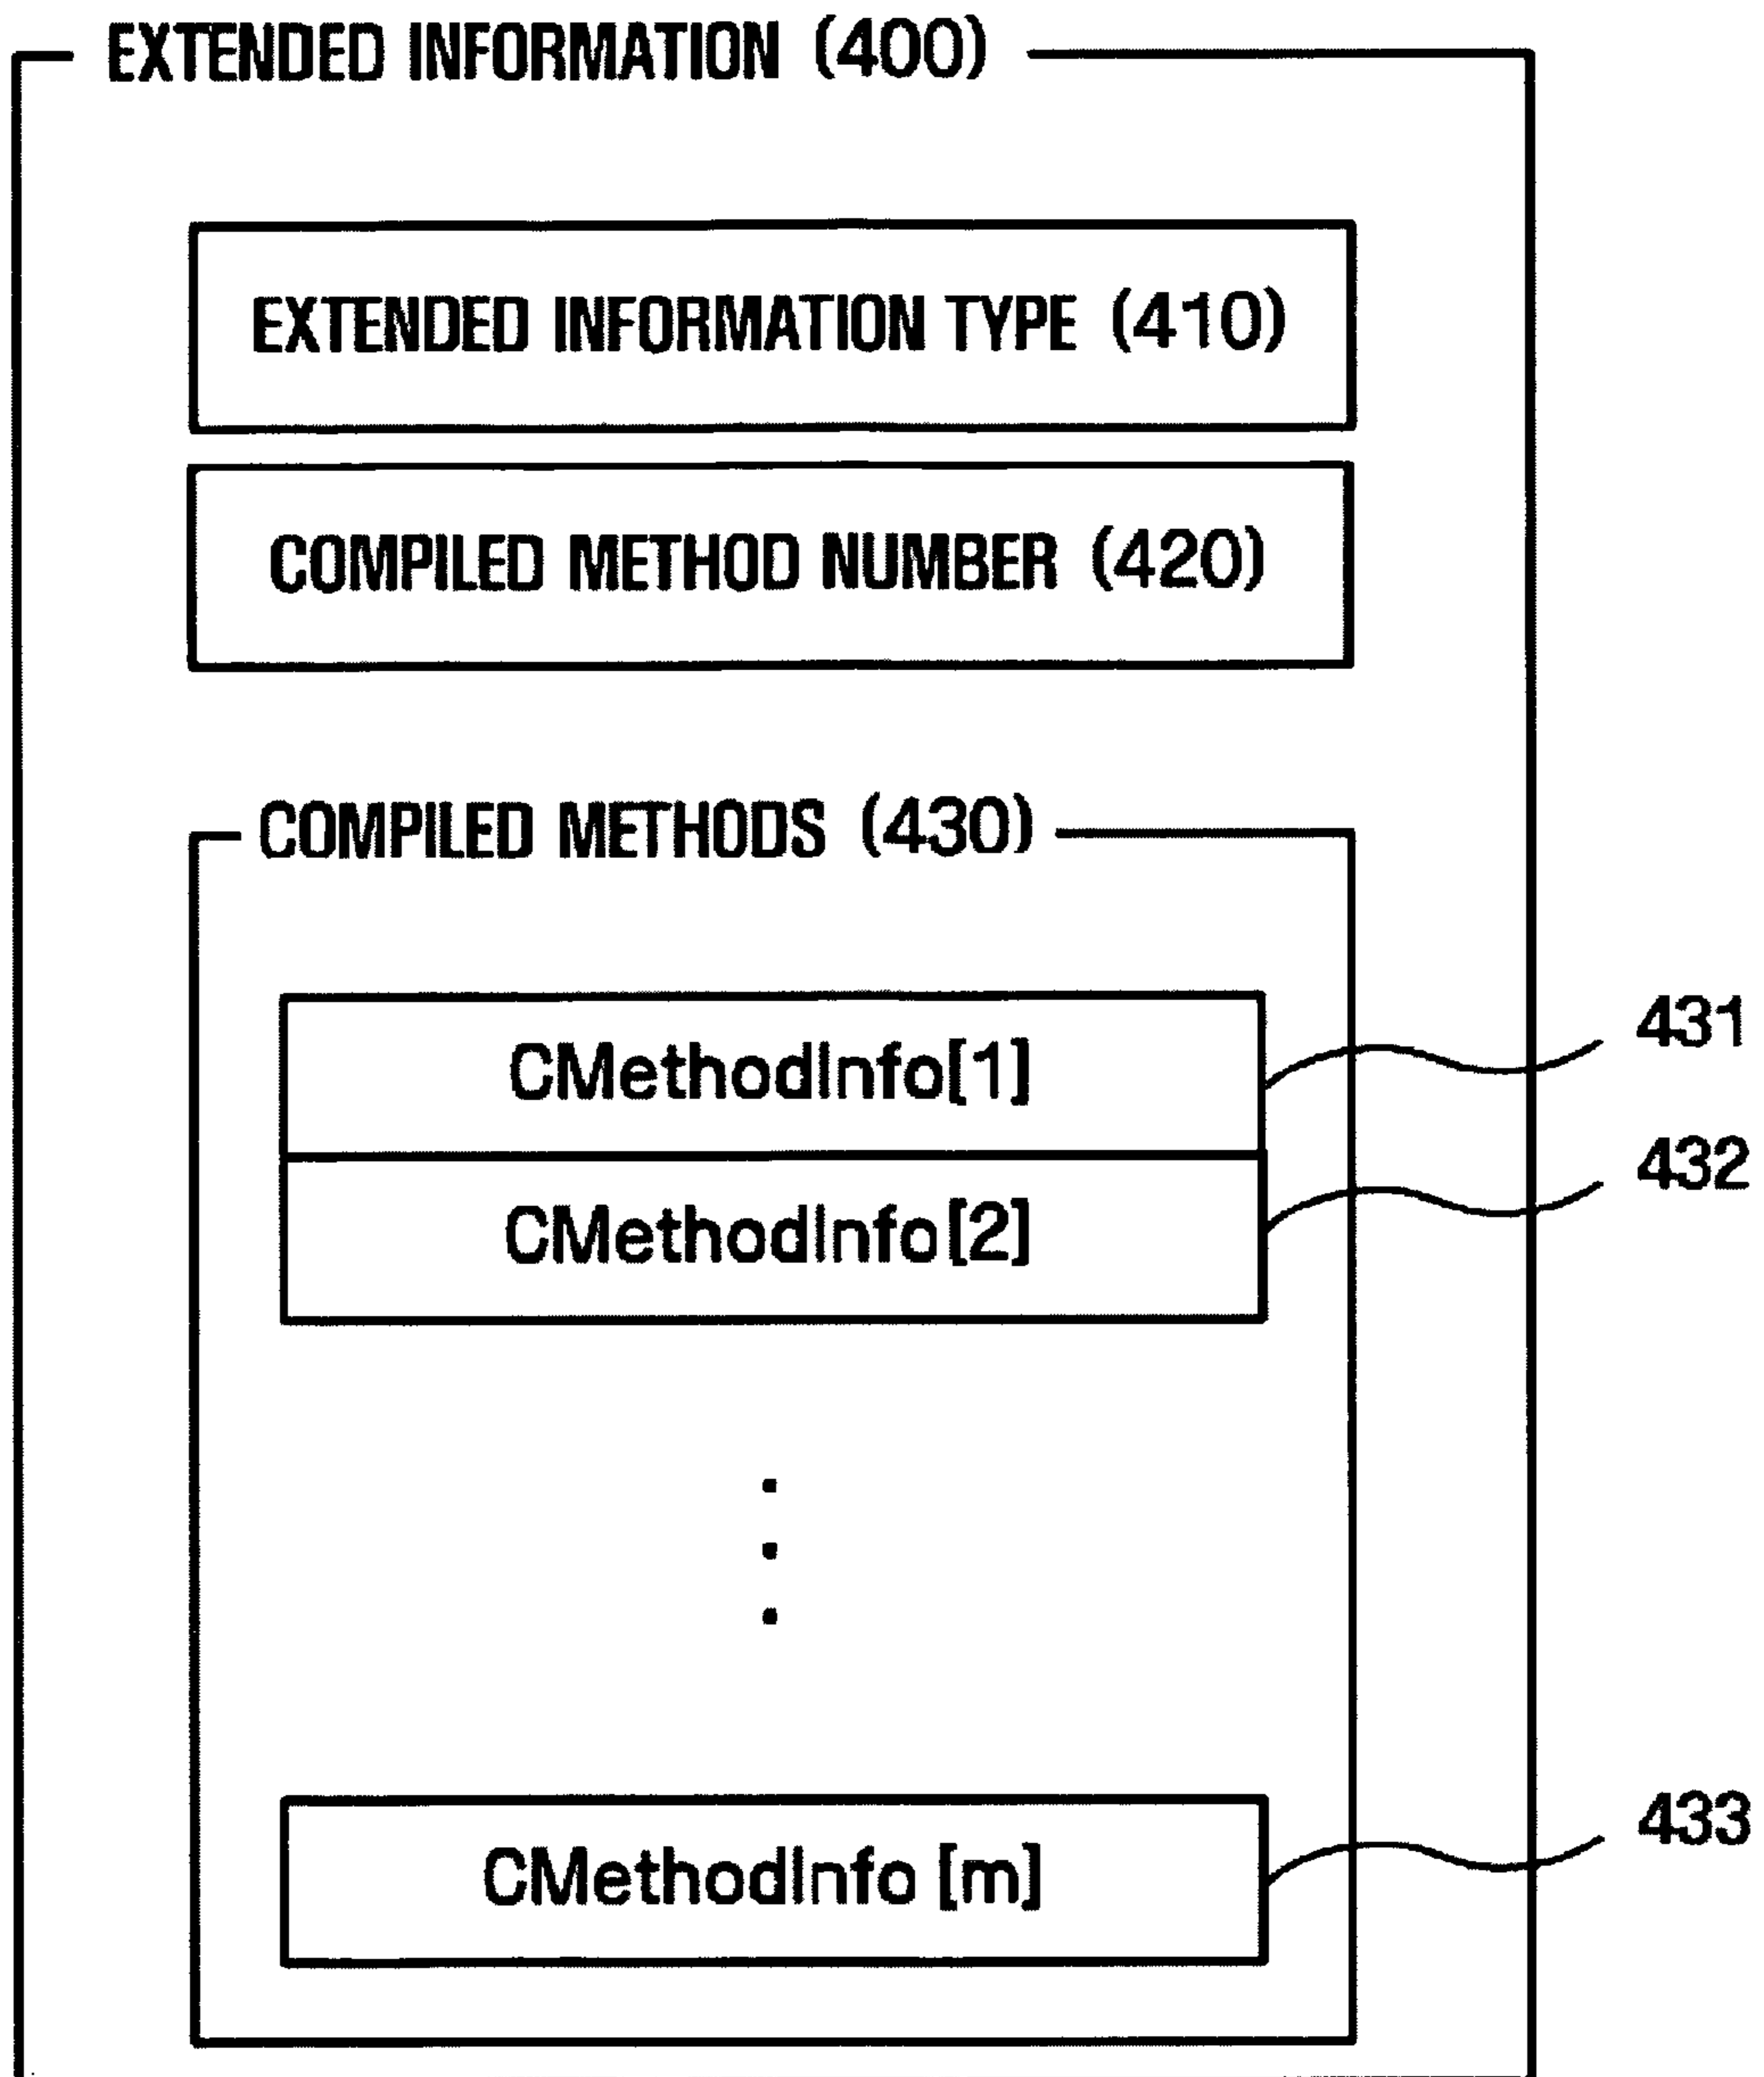 EXTENDED INFORMATION (400)
EXTENDED INFORMATION TYPE (410)
COMPILED METHOD NUMBER (420)
COMPILED METHODS (430)
CMethodInfo[1]
431
CMethodInfo[2]
432
CMethodInfo [m]
433